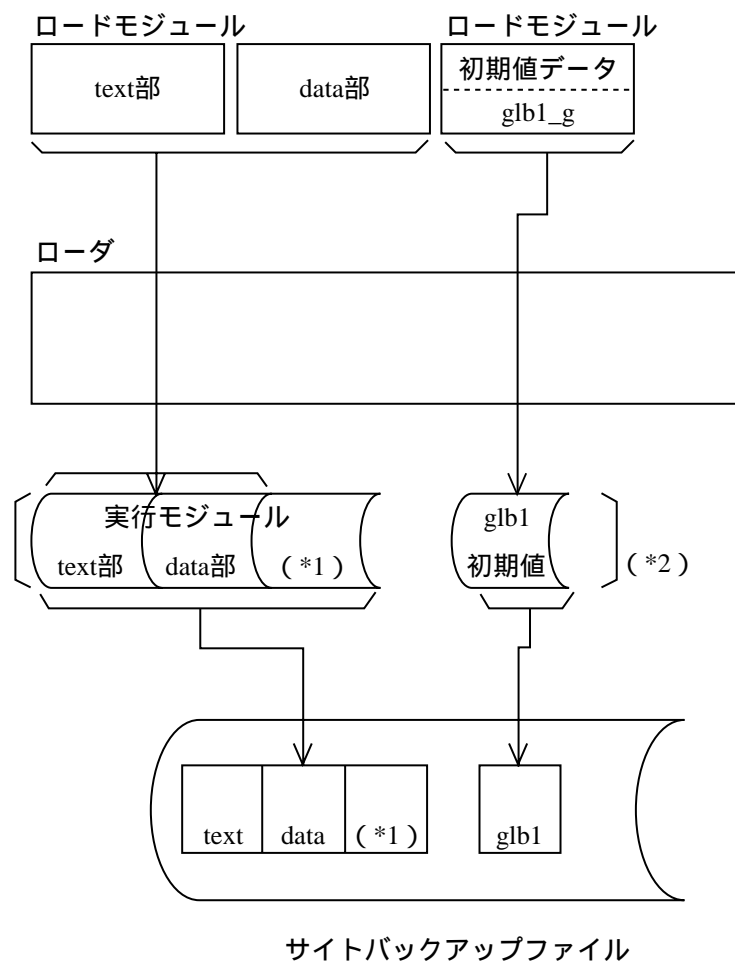 ロードモジュール ロードモジュール
text部 data部 初期値データ
glb1_g
ローダ
実行モジュール glb1
text部 data部 (*1) 初期値 (*2)
text data (*1) glb1
サイトバックアップファイル